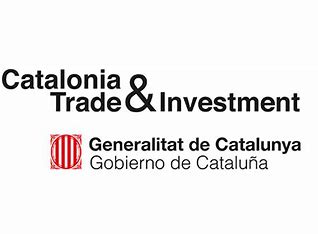 Catalonia
Trade & Investment
Generalitat de Catalunya
Gobierno de Cataluña